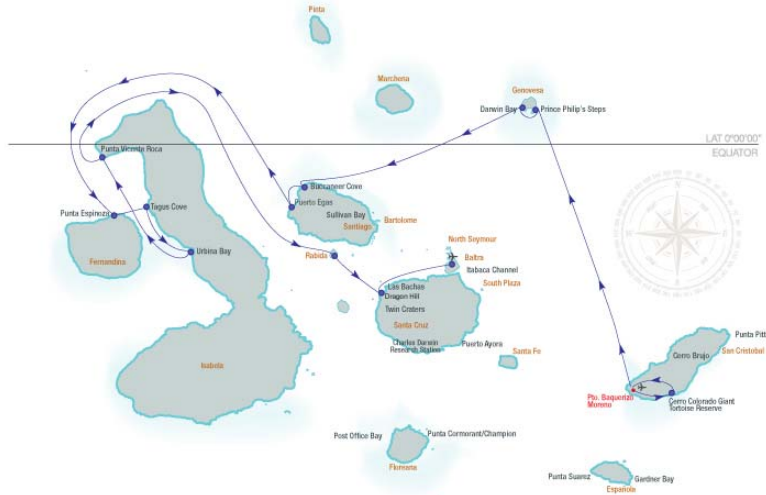 Pinta
Marchena
Genovesa
Darwin Bay
Prince Philip's Steps
LAT 0°00'00"
EQUATOR
Punta Vicente Roca
Buccaneer Cove
Puerto Egas
Sullivan Bay
Santiago
Bartolome
Tagus Cove
Punta Espinoza
Fernandina
Urbina Bay
Rabida
North Seymour
Baltra
Itabaca Channel
Las Bachas
Dragon Hill
South Plaza
Twin Craters
Santa Cruz
Charles Darwin
Research Station
Puerto Ayora
Santa Fe
Isabela
Punta Pitt
San Cristobal
Cerro Brujo
Pto. Baquerizo
Moreno
Cerro Colorado Giant
Tortoise Reserve
Post Office Bay
Punta Cormorant/Champion
Floreana
Punta Suarez
Gardner Bay
Española